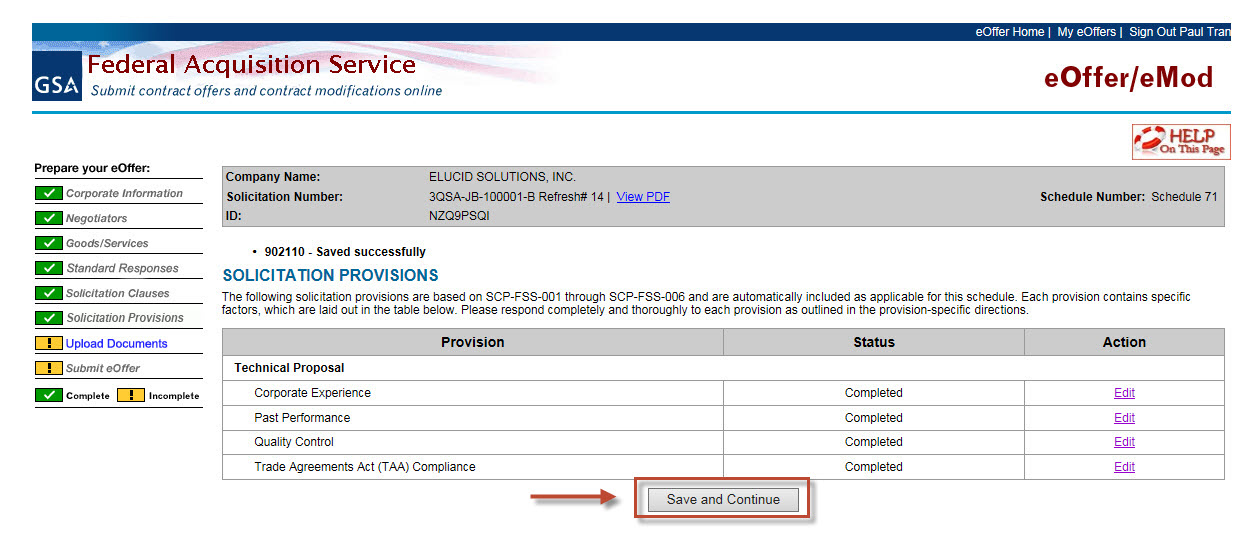 eOffer Home | My eOffers | Sign Out Paul Tran
GSA
Federal Acquisition Service
Submit contract offers and contract modifications online
eOffer/eMod
HELP
On This Page
Prepare your eOffer:
Corporate Information
Negotiators
Goods/Services
Standard Responses
Solicitation Clauses
Solicitation Provisions
! Upload Documents
! Submit eOffer
Complete ! Incomplete
Company Name: ELUCID SOLUTIONS, INC.
Solicitation Number: 3QSA-JB-100001-B Refresh# 14 | View PDF Schedule Number: Schedule 71
ID: NZQ9PSQI
• 902110 - Saved successfully
SOLICITATION PROVISIONS
The following solicitation provisions are based on SCP-FSS-001 through SCP-FSS-006 and are automatically included as applicable for this schedule. Each provision contains specific
factors, which are laid out in the table below. Please respond completely and thoroughly to each provision as outlined in the provision-specific directions.
Provision Status Action
Technical Proposal
Corporate Experience Completed Edit
Past Performance Completed Edit
Quality Control Completed Edit
Trade Agreements Act (TAA) Compliance Completed Edit
Save and Continue